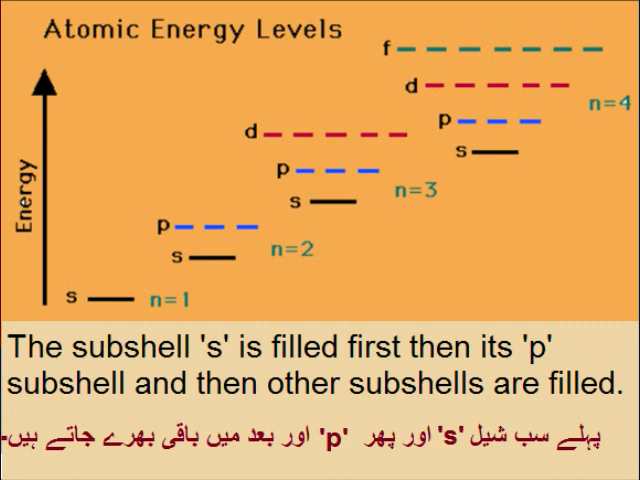 Atomic Energy Levels
f
d
n=4
d
p
s
p
n=3
s
p
n=2
s
s n=1
Energy
The subshell 's' is filled first then its 'p'
subshell and then other subshells are filled.
پہلے سب شیل 's' اور پھر 'p' اور بعد میں باقی بھرے جاتے ہیں-